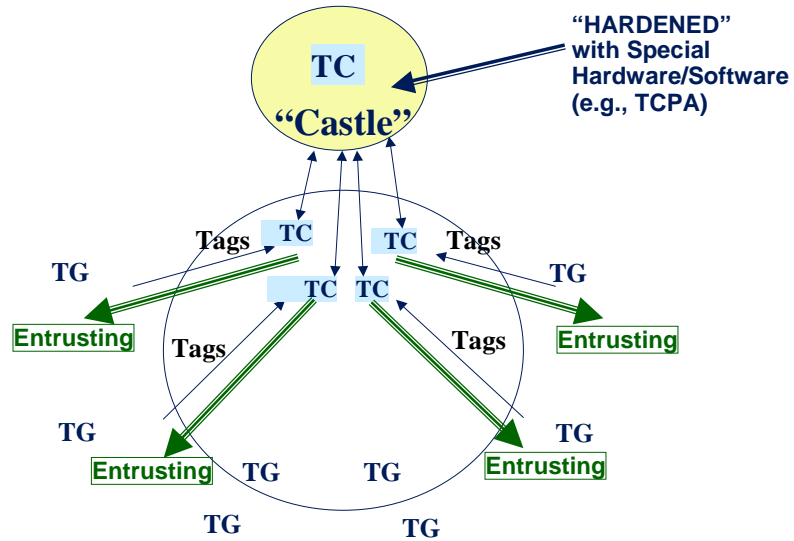 “HARDENED”
with Special
Hardware/Software
(e.g., TCPA)
TC
“Castle”
Tags TC TC Tags
TG TG
TC TC
Entrusting Entrusting
Tags Tags
TG TG
Entrusting TG TG Entrusting
TG TG